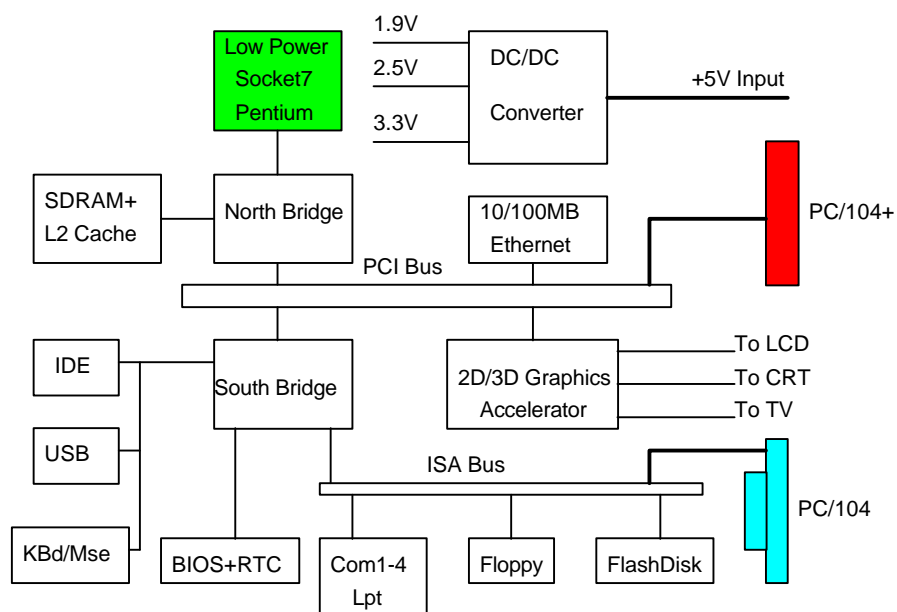 Low Power
Socket7
Pentium
1.9V
2.5V
3.3V
DC/DC
Converter
+5V Input
SDRAM+
L2 Cache
North Bridge
10/100MB
Ethernet
PC/104+
PCI Bus
IDE
South Bridge
2D/3D Graphics
Accelerator
To LCD
To CRT
To TV
USB
ISA Bus
PC/104
KBd/Mse
BIOS+RTC
Com1-4
Lpt
Floppy
FlashDisk